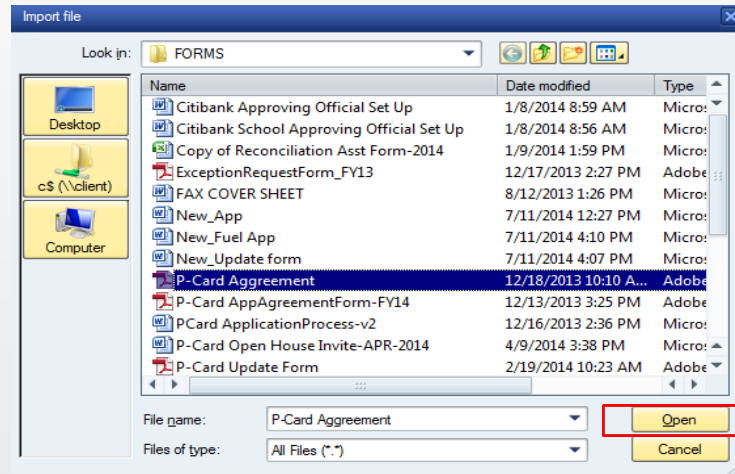 Import file
Look in: FORMS
Name Date modified Type
Citibank Approving Official Set Up 1/8/2014 8:59 AM Micros
Desktop
Citibank School Approving Official Set Up 1/8/2014 8:56 AM Micros
Copy of Reconciliation Asst Form-2014 1/9/2014 1:59 PM Micros
ExceptionRequestForm_FY13 12/17/2013 2:27 PM Adobe
c$ (\\client)
FAX COVER SHEET 8/12/2013 1:26 PM Micros
New_App 7/11/2014 12:27 PM Micros
New_Fuel App 7/11/2014 4:10 PM Micros
Computer
New_Update form 7/11/2014 4:07 PM Micros
P-Card Aggreement 12/18/2013 10:10 A... Adobe
P-Card AppAgreementForm-FY14 12/13/2013 3:25 PM Adobe
PCard ApplicationProcess-v2 12/16/2013 2:36 PM Micros
P-Card Open House Invite-APR-2014 4/9/2014 3:38 PM Micros
P-Card Update Form 2/19/2014 10:23 AM Adobe
File name: P-Card Aggreement Open
Files of type: All Files (*.*) Cancel